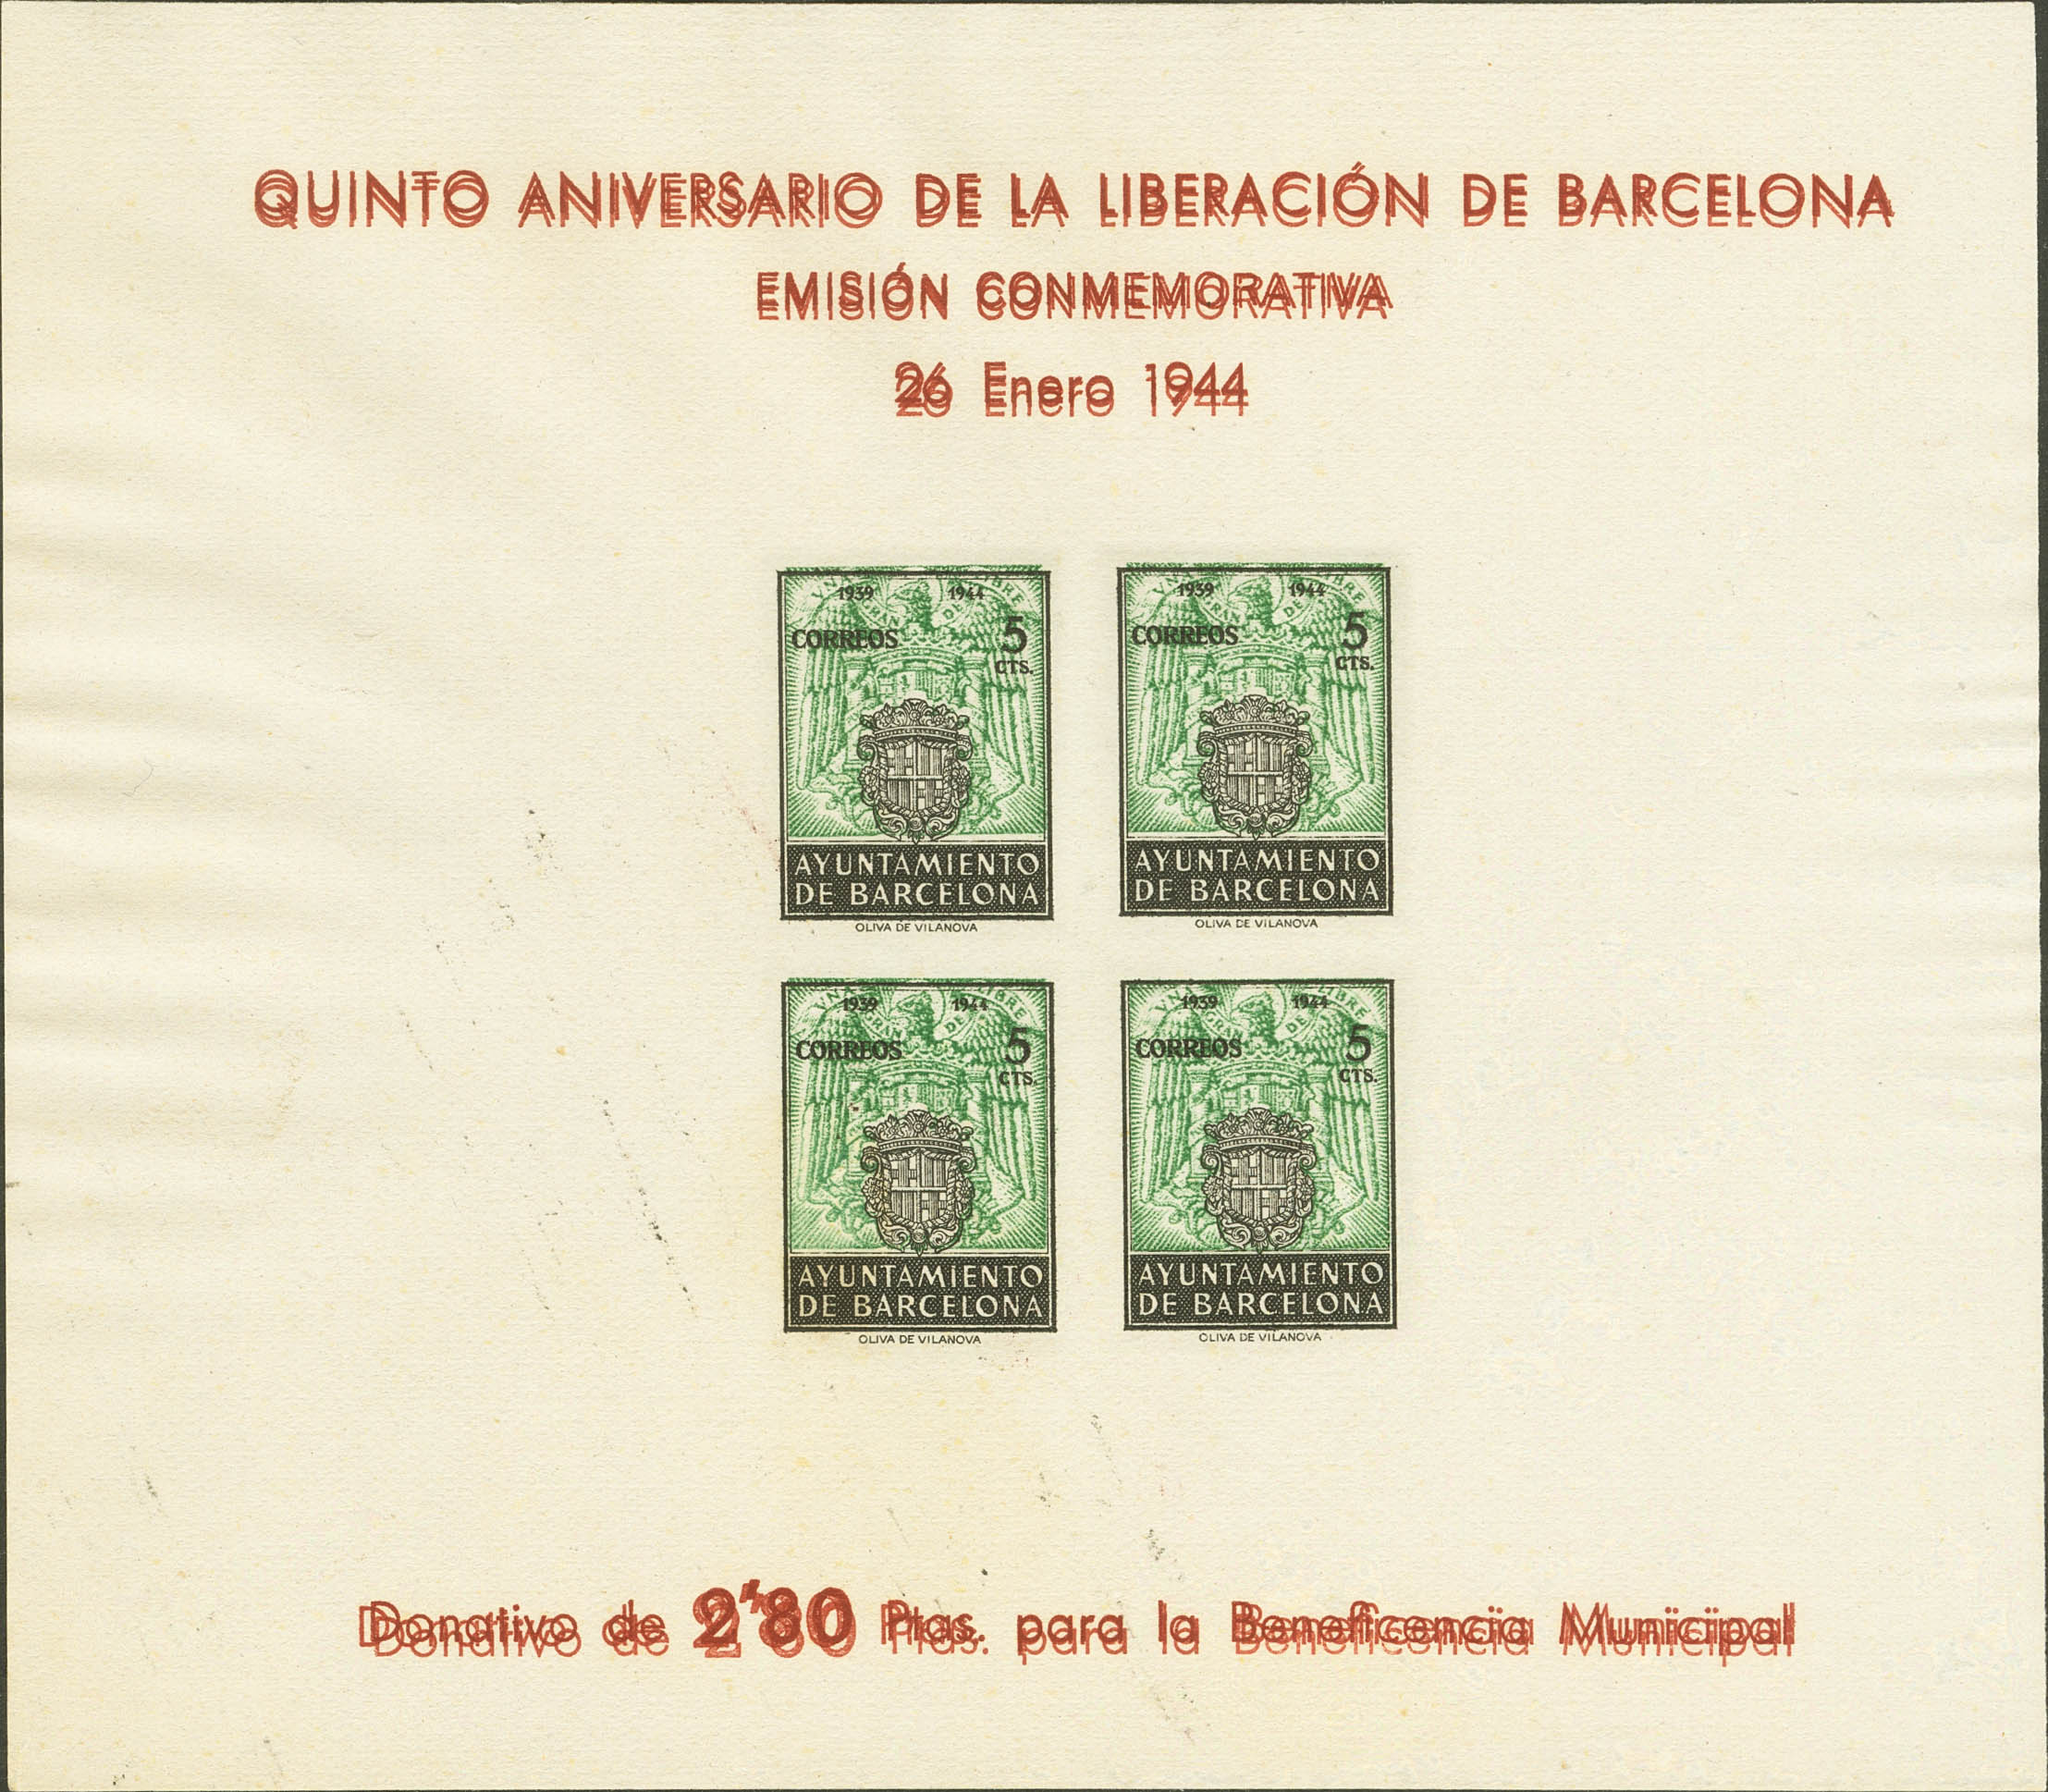 QUINTO ANIVERSARIO DE LA LIBERACIÓN DE BARCELONA
EMISIÓN CONMEMORATIVA
26 Enero 1944
1939 1944
CORREOS 5
CTS.
AYUNTAMIENTO
DE BARCELONA
OLIVA DE VILANOVA
1939 1944
CORREOS 5
CTS.
AYUNTAMIENTO
DE BARCELONA
OLIVA DE VILANOVA
1939 1944
CORREOS 5
CTS.
AYUNTAMIENTO
DE BARCELONA
OLIVA DE VILANOVA
1939 1944
CORREOS 5
CTS.
AYUNTAMIENTO
DE BARCELONA
OLIVA DE VILANOVA
Donativo de 2'80 Ptas. para la Beneficencia Municipal